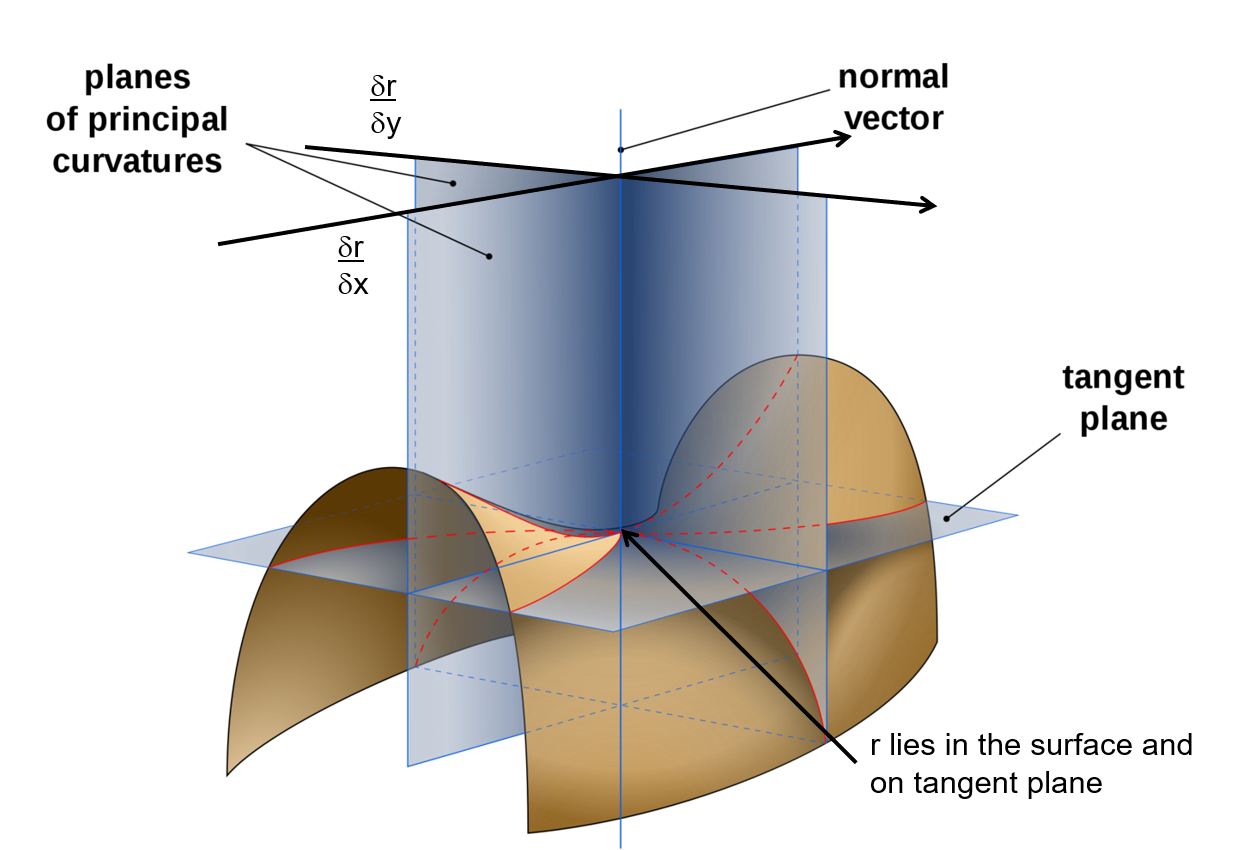 planes
of principal
curvatures
δr
δy
normal
vector
δr
δx
tangent
plane
r lies in the surface and
on tangent plane